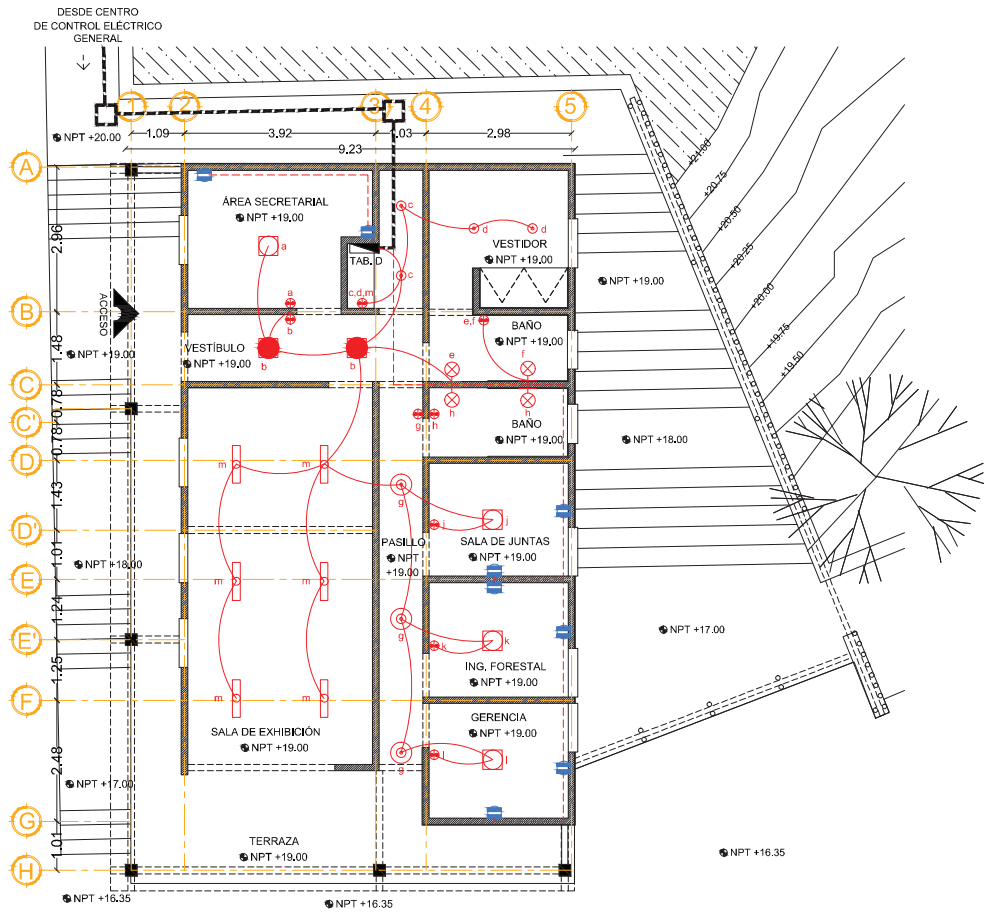 DESDE CENTRO
DE CONTROL ELÉCTRICO
GENERAL
1
2
3
4
5
NPT +20.00
1.09
3.92
1.03
2.98
9.23
A
+21.00
+20.75
+20.50
+20.25
+20.00
+19.75
+19.50
ÁREA SECRETARIAL
NPT +19.00
a
c
d
d
VESTIDOR
NPT +19.00
2.96
TAB. D
c
a
c,d,m
NPT +19.00
ACCESO
B
b
e,f
BAÑO
NPT +19.00
VESTÍBULO
NPT +19.00
b
b
e
f
NPT +19.00
1.48
C
0.78
C'
0.78
h
h
g
h
BAÑO
NPT +19.00
NPT +18.00
D
m
m
1.43
g
j
j
D'
PASILLO
NPT
+19.00
SALA DE JUNTAS
NPT +19.00
NPT +18.00
1.01
E
m
m
1.24
g
k
k
E'
NPT +17.00
ING. FORESTAL
NPT +19.00
1.25
F
m
m
SALA DE EXHIBICIÓN
NPT +19.00
GERENCIA
NPT +19.00
g
l
l
2.48
NPT +17.00
G
TERRAZA
NPT +19.00
1.01
NPT +16.35
H
NPT +16.35
NPT +16.35